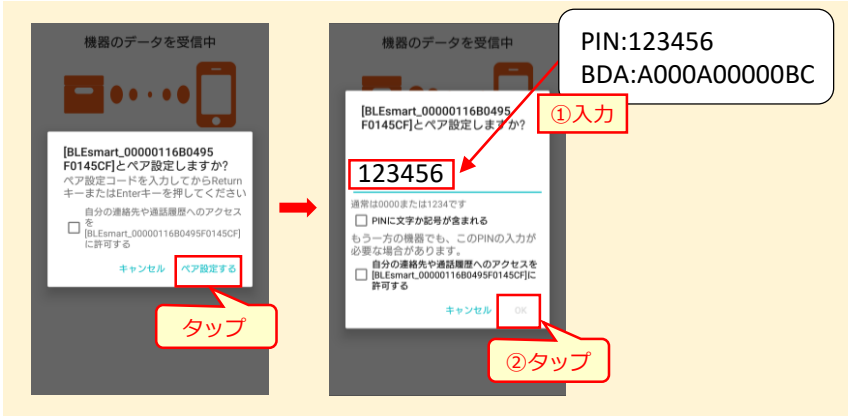 機器のデータを受信中
[BLEsmart_00000116B0495
F0145CF]とペア設定しますか?
ペア設定コードを入力してからReturn
キーまたはEnterキーを押してください
自分の連絡先や通話履歴へのアクセス
を
[BLEsmart_00000116B0495F0145CF]
に許可する
キャンセル ペア設定する
タップ
機器のデータを受信中
[BLEsmart_00000116B0495
F0145CF]とペア設定しますか?
123456
通常は0000または1234です
PINに文字か記号が含まれる
もう一方の機器でも、このPINの入力が
必要な場合があります。
自分の連絡先や通話履歴へのアクセスを
[BLEsmart_00000116B0495F0145CF]に
許可する
キャンセル OK
②タップ
PIN:123456
BDA:A000A00000BC
①入力